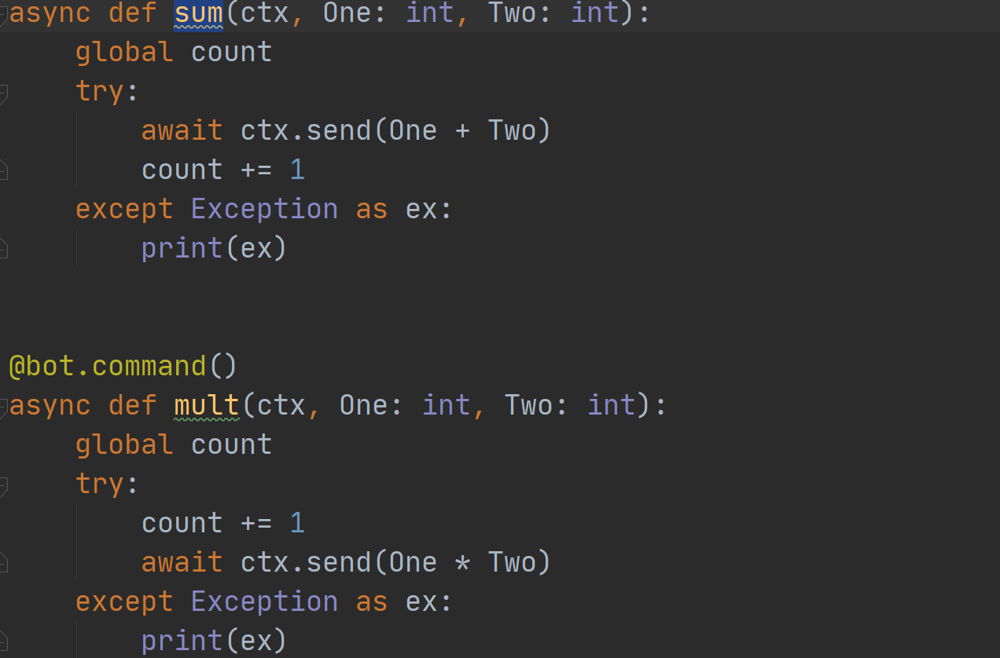 async def sum(ctx, One: int, Two: int):
    global count
    try:
        await ctx.send(One + Two)
        count += 1
    except Exception as ex:
        print(ex)
@bot.command()
async def mult(ctx, One: int, Two: int):
    global count
    try:
        count += 1
        await ctx.send(One * Two)
    except Exception as ex:
        print(ex)